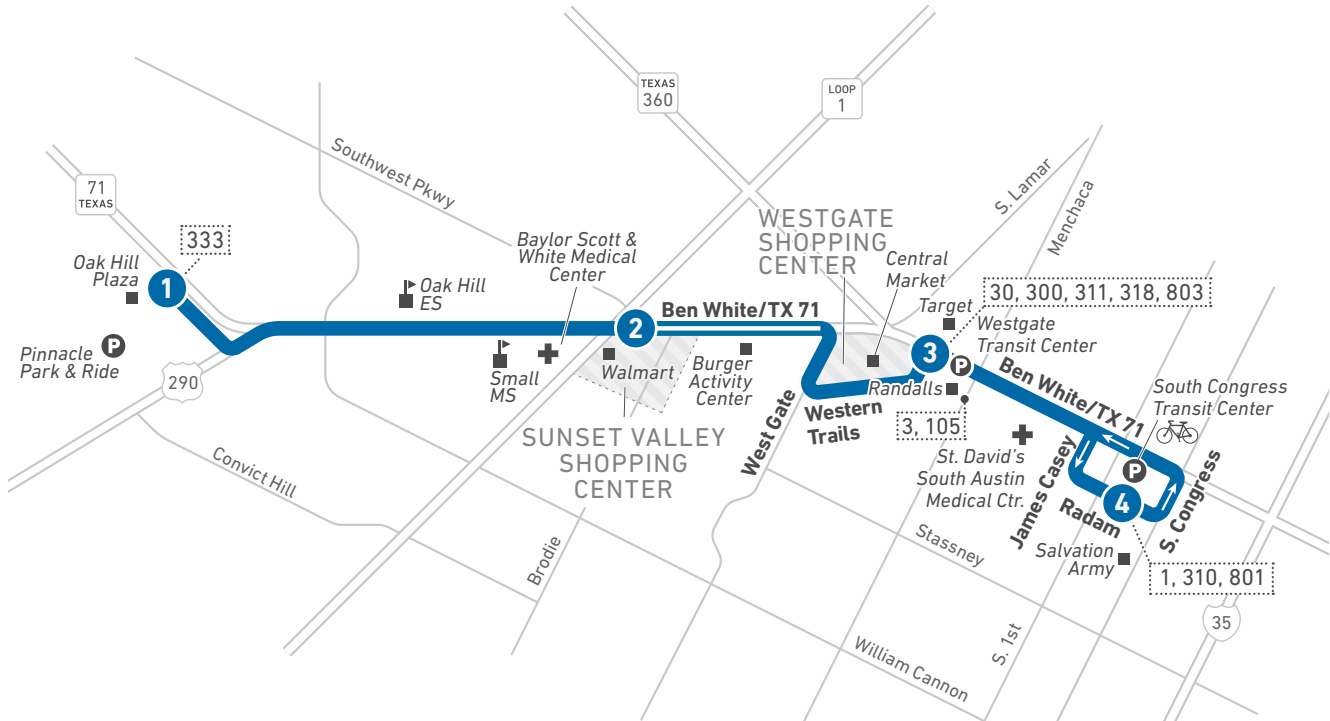 TEXAS
360
LOOP
1
Southwest Pkwy
S. Lamar
Menchaca
71
TEXAS
333
Oak Hill
Plaza
1
Baylor Scott &
White Medical
Center
WESTGATE
SHOPPING
CENTER
Central
Market
Oak Hill
ES
Ben White/TX 71
2
Target
30, 300, 311, 318, 803
Westgate
Transit Center
3
P
Pinnacle
Park & Ride
P
290
Small
MS
Walmart
Burger
Activity
Center
Randalls
Ben White/TX 71
South Congress
Transit Center
P
West Gate
Western
Trails
3, 105
SUNSET VALLEY
SHOPPING
CENTER
St. David's
South Austin
Medical Ctr.
James Casey
Radam
4
S. Congress
Convict Hill
Brodie
Stassney
Salvation
Army
1, 310, 801
35
S. 1st
William Cannon